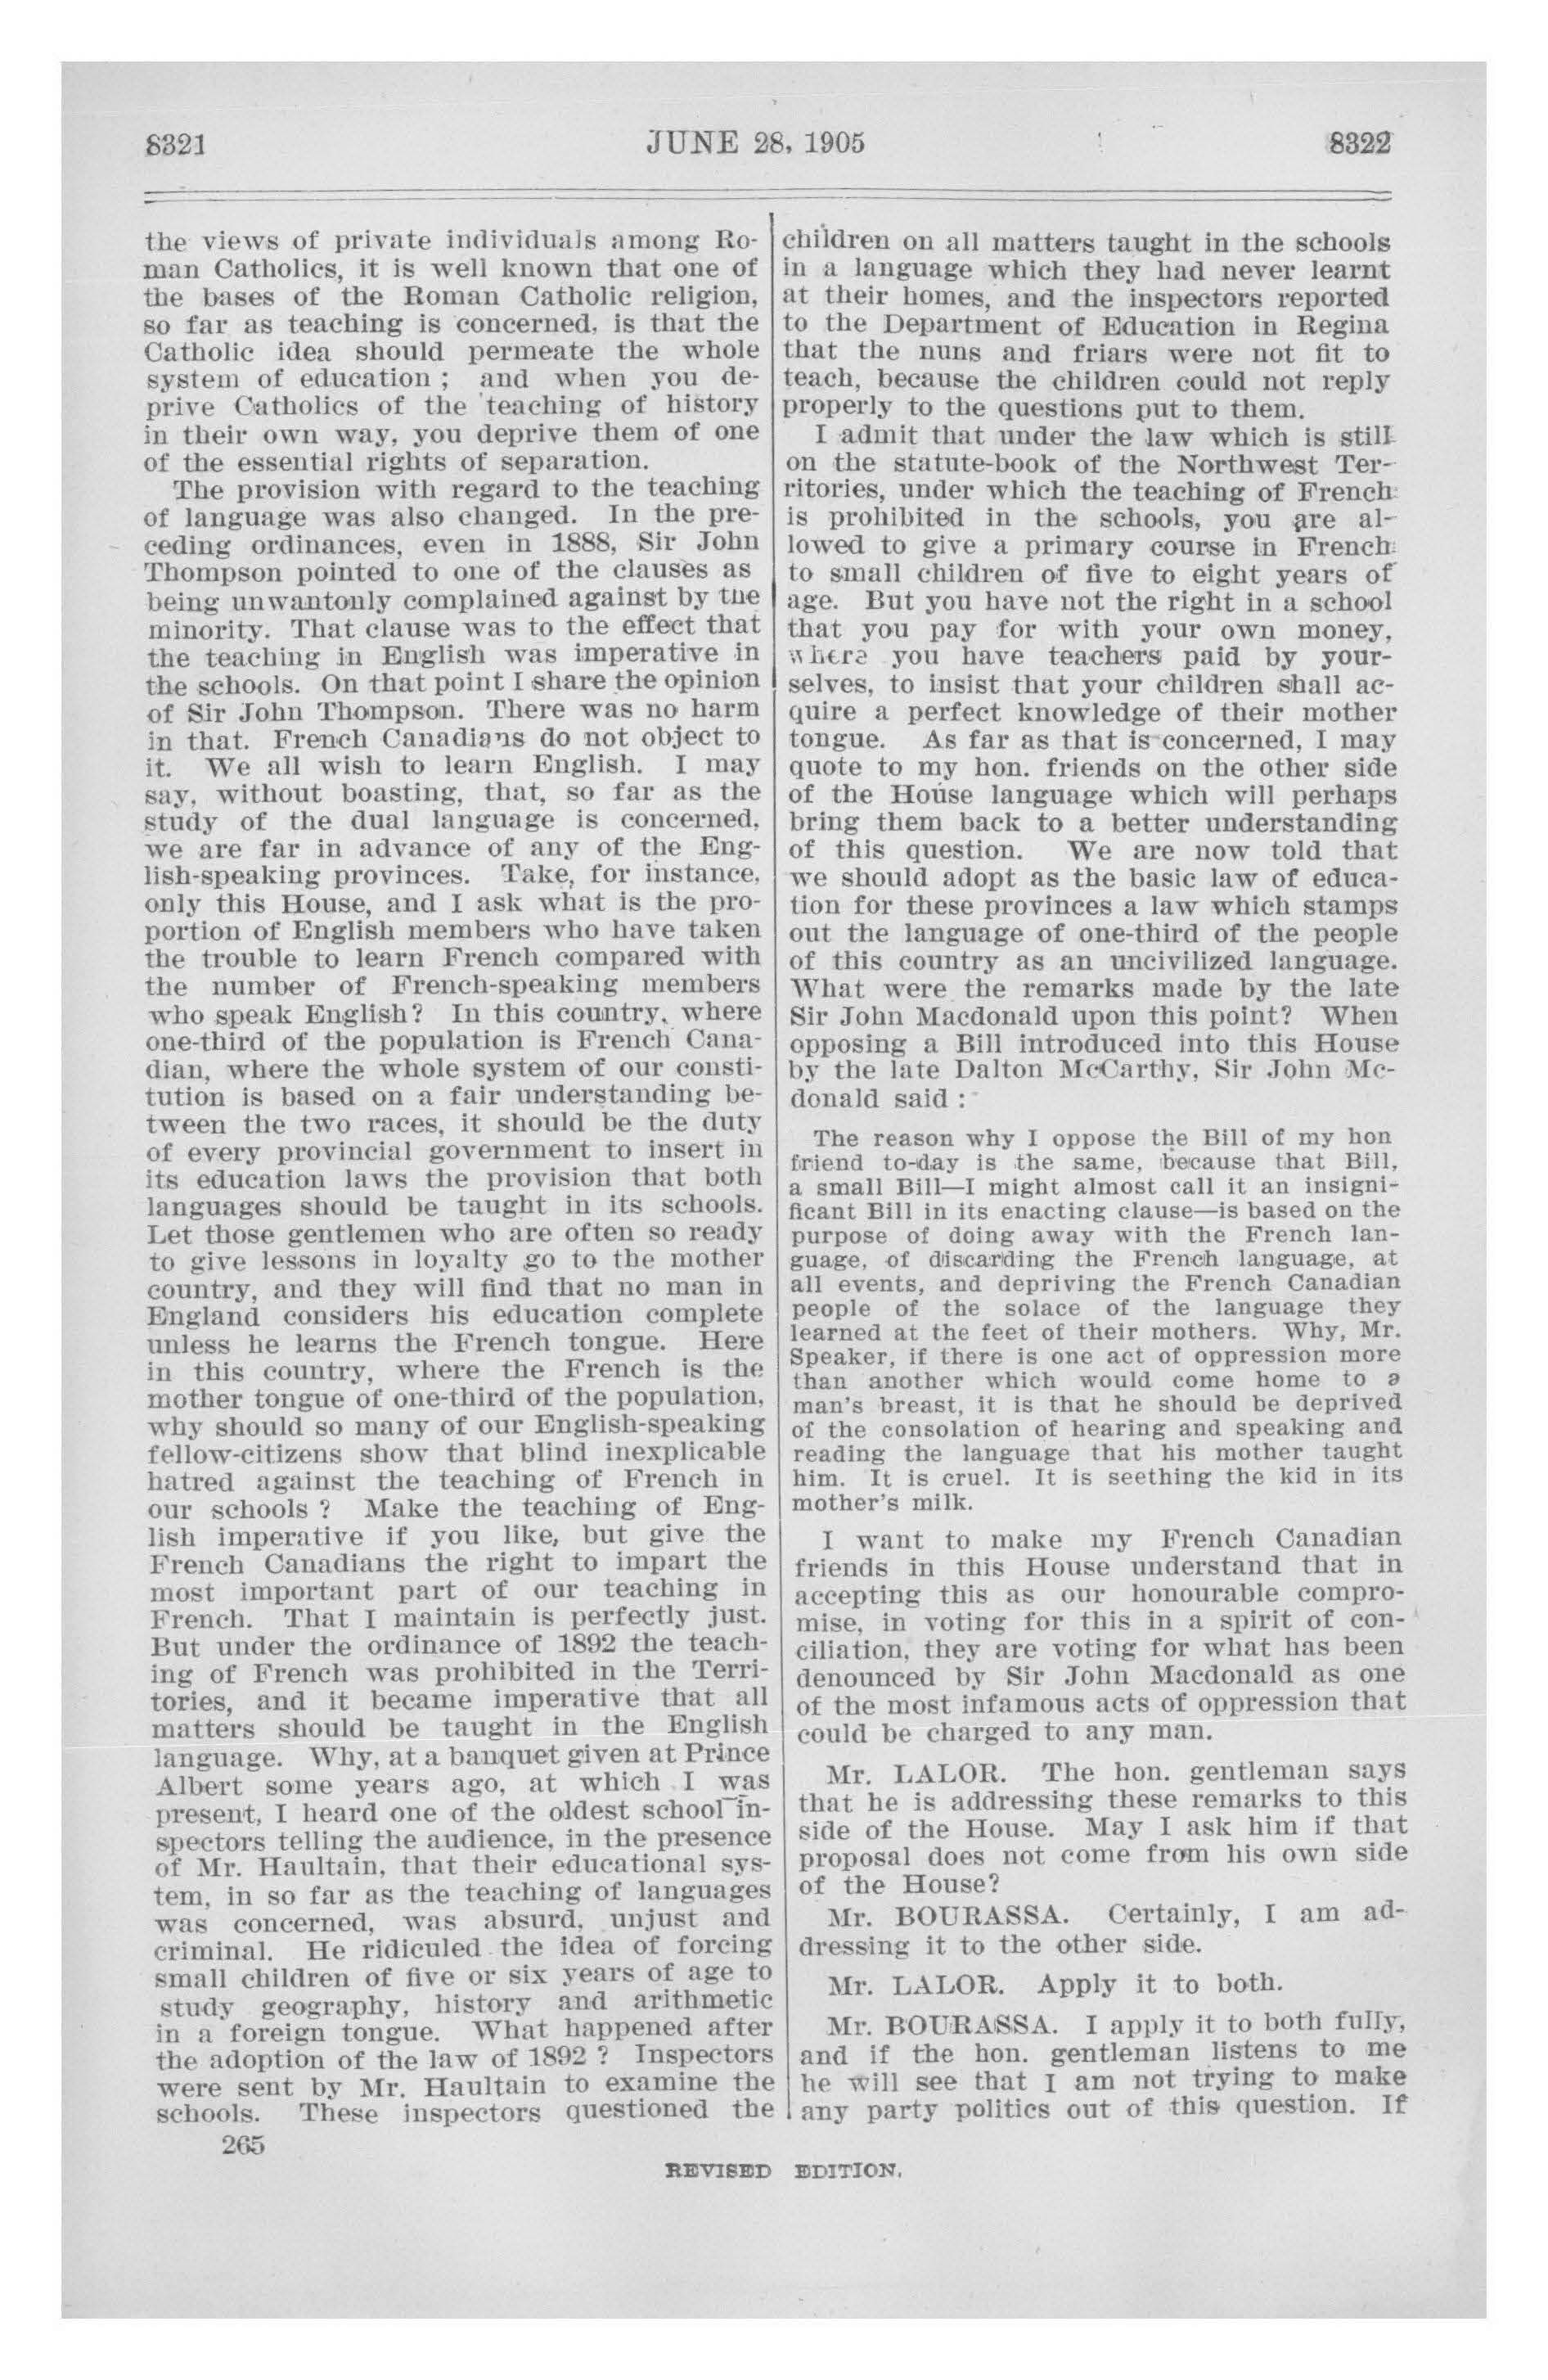 8321 JUNE 28, 1905 8322
the views of private individuals among Ro-
man Catholics, it is well known that one of
the bases of the Roman Catholic religion,
so far as teaching is concerned, is that the
Catholic idea should permeate the whole
system of education ; and when you de-
prive Catholics of the teaching of history
in their own way, you deprive them of one
of the essential rights of separation.
The provision with regard to the teaching
of language was also changed. In the pre-
ceding ordinances, even in 1888, Sir John
Thompson pointed to one of the clauses as
being unwantonly complained against by the
minority. That clause was to the effect that
the teaching in English was imperative in
the schools. On that point I share the opinion
of Sir John Thompson. There was no harm
in that. French Canadians do not object to
it. We all wish to learn English. I may
say, without boasting, that, so far as the
study of the dual language is concerned,
we are far in advance of any of the Eng-
lish-speaking provinces. Take, for instance,
only this House, and I ask what is the pro-
portion of English members who have taken
the trouble to learn French compared with
the number of French-speaking members
who speak English? In this country, where
one-third of the population is French Cana-
dian, where the whole system of our consti-
tution is based on a fair understanding be-
tween the two races, it should be the duty
of every provincial government to insert in
its education laws the provision that both
languages should be taught in its schools.
Let those gentlemen who are often so ready
to give lessons in loyalty go to the mother
country, and they will find that no man in
England considers his education complete
unless he learns the French tongue. Here
in this country, where the French is the
mother tongue of one-third of the population,
why should so many of our English-speaking
fellow-citizens show that blind inexplicable
hatred against the teaching of French in
our schools ? Make the teaching of Eng-
lish imperative if you like, but give the
French Canadians the right to impart the
most important part of our teaching in
French. That I maintain is perfectly just.
But under the ordinance of 1892 the teach-
ing of French was prohibited in the Terri-
tories, and it became imperative that all
matters should be taught in the English
language. Why, at a banquet given at Prince
Albert some years ago, at which I was
present, I heard one of the oldest school in-
spectors telling the audience, in the presence
of Mr. Haultain, that their educational sys-
tem, in so far as the teaching of languages
was concerned, was absurd, unjust and
criminal. He ridiculed the idea of forcing
small children of five or six years of age to
study geography, history and arithmetic
in a foreign tongue. What happened after
the adoption of the law of 1892 ? Inspectors
were sent by Mr. Haultain to examine the
schools. These inspectors questioned the
265
children on all matters taught in the schools
in a language which they had never learnt
at their homes, and the inspectors reported
to the Department of Education in Regina
that the nuns and friars were not fit to
teach, because the children could not reply
properly to the questions put to them.
I admit that under the law which is still
on the statute-book of the Northwest Ter-
ritories, under which the teaching of French
is prohibited in the schools, you are al-
lowed to give a primary course in French
to small children of five to eight years of
age. But you have not the right in a school
that you pay for with your own money,
where you have teachers paid by your-
selves, to insist that your children shall ac-
quire a perfect knowledge of their mother
tongue. As far as that is concerned, I may
quote to my hon. friends on the other side
of the House language which will perhaps
bring them back to a better understanding
of this question. We are now told that
we should adopt as the basic law of educa-
tion for these provinces a law which stamps
out the language of one-third of the people
of this country as an uncivilized language.
What were the remarks made by the late
Sir John Macdonald upon this point? When
opposing a Bill introduced into this House
by the late Dalton McCarthy, Sir John Mc-
donald said :
The reason why I oppose the Bill of my hon
friend to-day is the same, because that Bill,
a small Bill—I might almost call it an insigni-
ficant Bill in its enacting clause—is based on the
purpose of doing away with the French lan-
guage, of discarding the French language, at
all events, and depriving the French Canadian
people of the solace of the language they
learned at the feet of their mothers. Why, Mr.
Speaker, if there is one act of oppression more
than another which would come home to a
man's breast, it is that he should be deprived
of the consolation of hearing and speaking and
reading the language that his mother taught
him. It is cruel. It is seething the kid in its
mother's milk.
I want to make my French Canadian
friends in this House understand that in
accepting this as our honourable compro-
mise, in voting for this in a spirit of con-
ciliation, they are voting for what has been
denounced by Sir John Macdonald as one
of the most infamous acts of oppression that
could be charged to any man.
Mr. LALOR. The hon. gentleman says
that he is addressing these remarks to this
side of the House. May I ask him if that
proposal does not come from his own side
of the House?
Mr. BOURASSA. Certainly, I am ad-
dressing it to the other side.
Mr. LALOR. Apply it to both.
Mr. BOURASSA. I apply it to both fully,
and if the hon. gentleman listens to me
he will see that I am not trying to make
any party politics out of this question. If
REVISED EDITION.